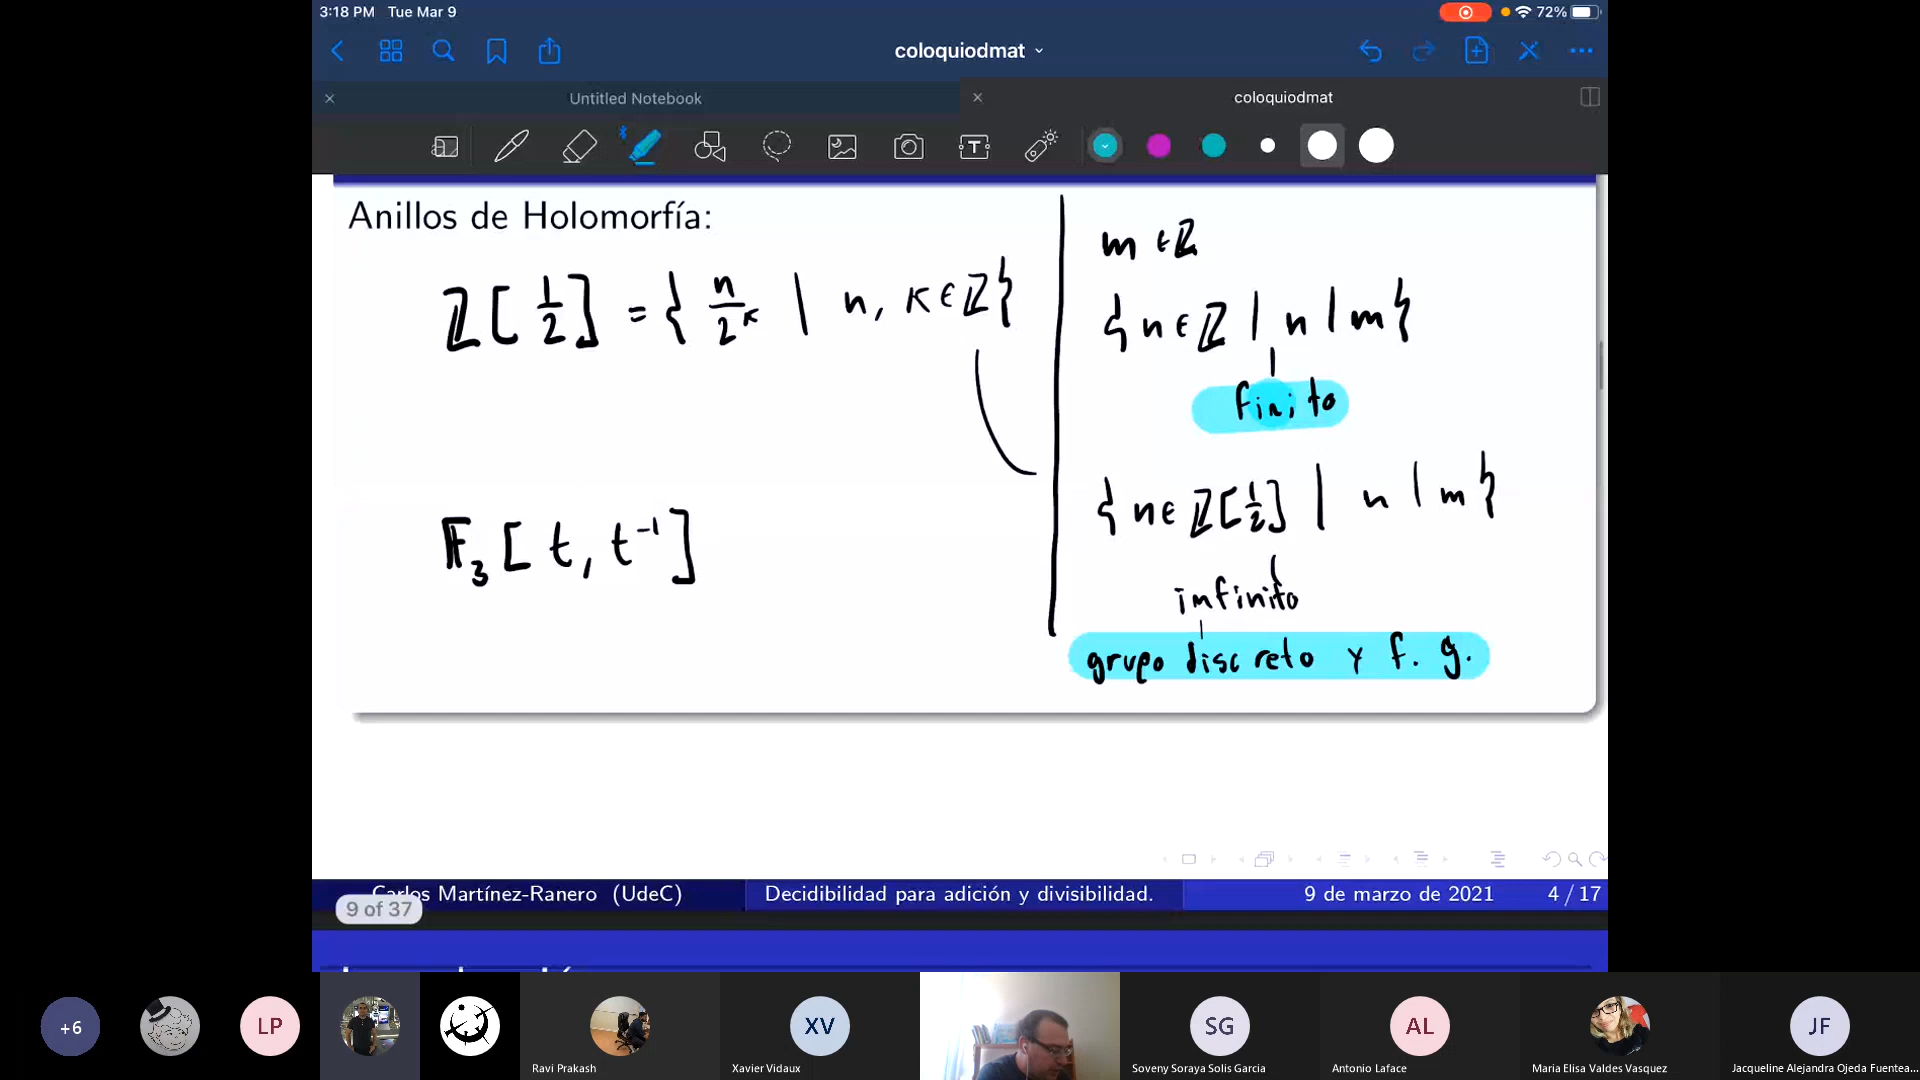 3:18 PM Tue Mar 9
72%
coloquiodmat
Untitled Notebook
coloquiodmat
Anillos de Holomorfía:
ℤ[1/2] = { n/2^k | n, k ∈ ℤ }
𝔽₃[t, t⁻¹]
m ∈ ℤ
{ n ∈ ℤ | n | m }
finito
{ n ∈ ℤ[1/2] | n | m }
infinito
grupo discreto y f. g.
Carlos Martínez-Ranero (UdeC)
Decidibilidad para adición y divisibilidad.
9 de marzo de 2021
4 / 17
9 of 37
+6
LP
XV
SG
AL
JF
Ravi Prakash
Xavier Vidaux
Soveny Soraya Solis Garcia
Antonio Laface
Maria Elisa Valdes Vasquez
Jacqueline Alejandra Ojeda Fuentea...